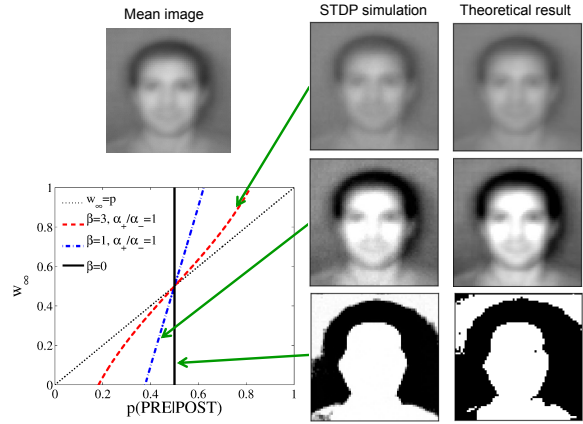 Mean image
STDP simulation
Theoretical result
w∞=p
β=3, α+/α-=1
β=1, α+/α-=1
β=0
w∞
1
0.8
0.6
0.4
0.2
0
0 0.2 0.4 0.6 0.8 1
p(PRE|POST)